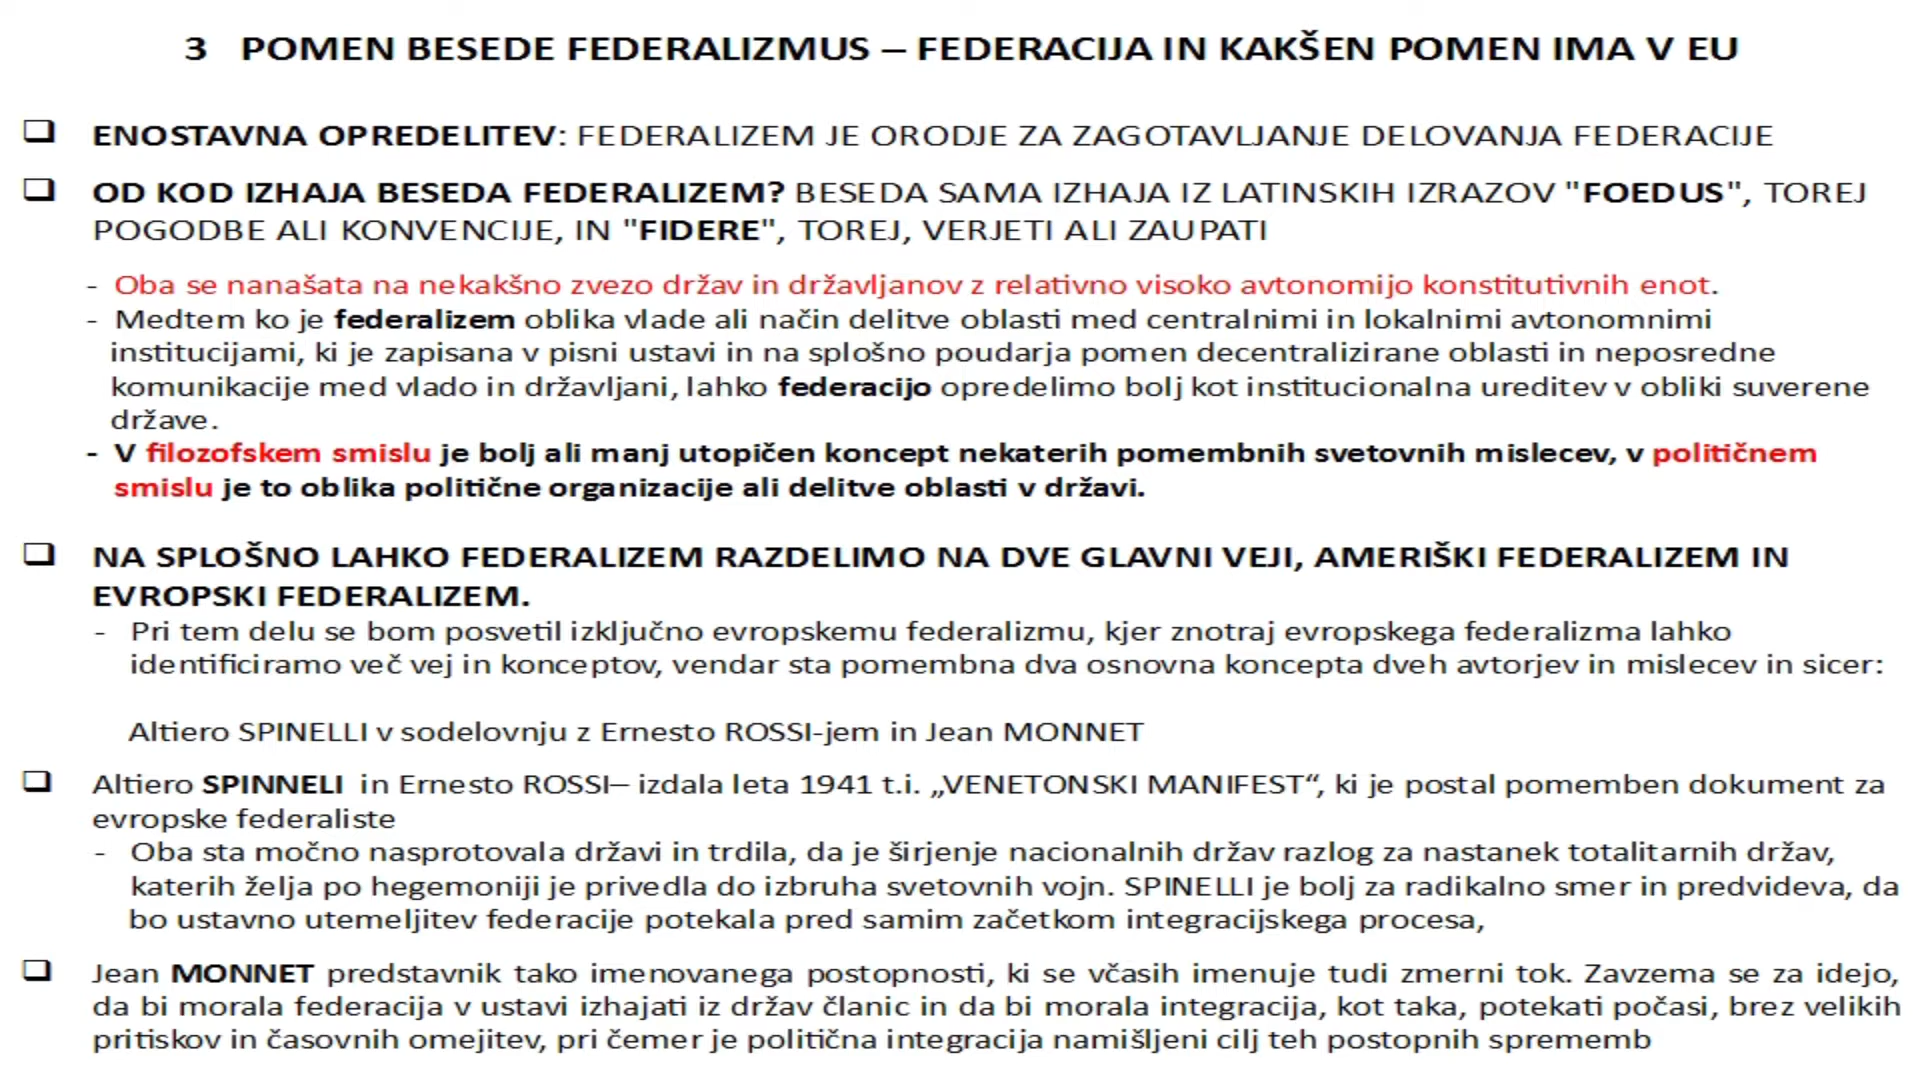 3 POMEN BESEDE FEDERALIZMUS – FEDERACIJA IN KAKŠEN POMEN IMA V EU
❑ ENOSTAVNA OPREDELITEV: FEDERALIZEM JE ORODJE ZA ZAGOTAVLJANJE DELOVANJA FEDERACIJE
❑ OD KOD IZHAJA BESEDA FEDERALIZEM? BESEDA SAMA IZHAJA IZ LATINSKIH IZRAZOV "FOEDUS", TOREJ
POGODBE ALI KONVENCIJE, IN "FIDERE", TOREJ, VERJETI ALI ZAUPATI
- Oba se nanašata na nekakšno zvezo držav in državljanov z relativno visoko avtonomijo konstitutivnih enot.
- Medtem ko je federalizem oblika vlade ali način delitve oblasti med centralnimi in lokalnimi avtonomnimi
institucijami, ki je zapisana v pisni ustavi in na splošno poudarja pomen decentralizirane oblasti in neposredne
komunikacije med vlado in državljani, lahko federacijo opredelimo bolj kot institucionalna ureditev v obliki suverene
države.
- V filozofskem smislu je bolj ali manj utopičen koncept nekaterih pomembnih svetovnih mislecev, v političnem
smislu je to oblika politične organizacije ali delitve oblasti v državi.
❑ NA SPLOŠNO LAHKO FEDERALIZEM RAZDELIMO NA DVE GLAVNI VEJI, AMERIŠKI FEDERALIZEM IN
EVROPSKI FEDERALIZEM.
- Pri tem delu se bom posvetil izključno evropskemu federalizmu, kjer znotraj evropskega federalizma lahko
identificiramo več vej in konceptov, vendar sta pomembna dva osnovna koncepta dveh avtorjev in mislecev in sicer:
Altiero SPINELLI v sodelovnju z Ernesto ROSSI-jem in Jean MONNET
❑ Altiero SPINNELI in Ernesto ROSSI– izdala leta 1941 t.i. „VENETONSKI MANIFEST“, ki je postal pomemben dokument za
evropske federaliste
- Oba sta močno nasprotovala državi in trdila, da je širjenje nacionalnih držav razlog za nastanek totalitarnih držav,
katerih želja po hegemoniji je privedla do izbruha svetovnih vojn. SPINELLI je bolj za radikalno smer in predvideva, da
bo ustavno utemeljitev federacije potekala pred samim začetkom integracijskega procesa,
❑ Jean MONNET predstavnik tako imenovanega postopnosti, ki se včasih imenuje tudi zmerni tok. Zavzema se za idejo,
da bi morala federacija v ustavi izhajati iz držav članic in da bi morala integracija, kot taka, potekati počasi, brez velikih
pritiskov in časovnih omejitev, pri čemer je politična integracija namišljeni cilj teh postopnih sprememb